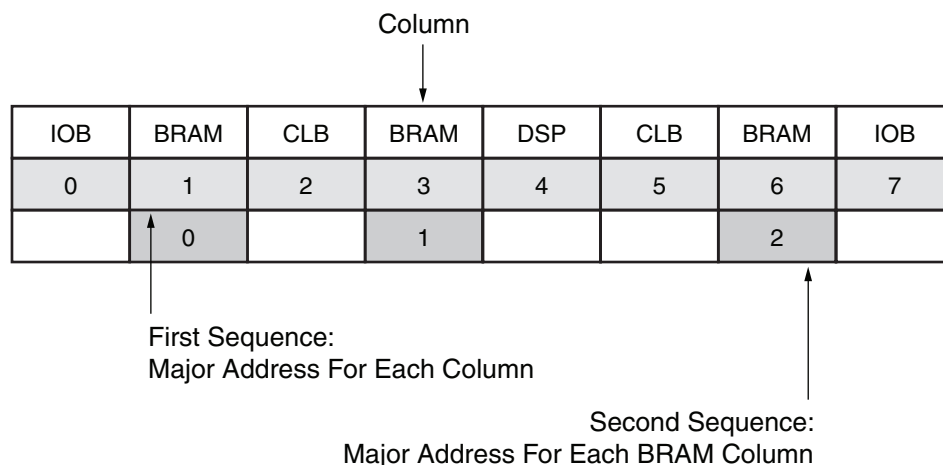 Column
IOB BRAM CLB BRAM DSP CLB BRAM IOB
0 1 2 3 4 5 6 7
0 1 2
First Sequence:
Major Address For Each Column
Second Sequence:
Major Address For Each BRAM Column